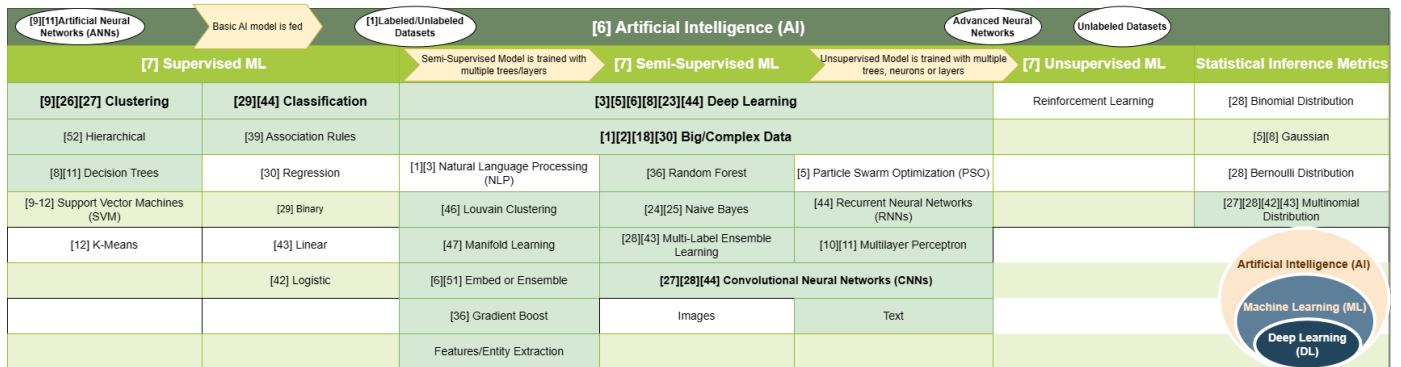 [9][11]Artificial Neural
Networks (ANNs)
Basic AI model is fed
[1]Labeled/Unlabeled
Datasets
[6] Artificial Intelligence (AI)
Advanced Neural
Networks
Unlabeled Datasets
[7] Supervised ML
Semi-Supervised Model is trained with
multiple trees/layers
[7] Semi-Supervised ML
Unsupervised Model is trained with multiple
trees, neurons or layers
[7] Unsupervised ML
Statistical Inference Metrics
[9][26][27] Clustering
[29][44] Classification
[3][5][6][8][23][44] Deep Learning
Reinforcement Learning
[28] Binomial Distribution
[52] Hierarchical
[39] Association Rules
[1][2][18][30] Big/Complex Data
[5][8] Gaussian
[8][11] Decision Trees
[30] Regression
[1][3] Natural Language Processing
(NLP)
[36] Random Forest
[5] Particle Swarm Optimization (PSO)
[28] Bernoulli Distribution
[9-12] Support Vector Machines
(SVM)
[29] Binary
[46] Louvain Clustering
[24][25] Naive Bayes
[44] Recurrent Neural Networks
(RNNs)
[27][28][42][43] Multinomial
Distribution
[12] K-Means
[43] Linear
[47] Manifold Learning
[28][43] Multi-Label Ensemble
Learning
[10][11] Multilayer Perceptron
[42] Logistic
[6][51] Embed or Ensemble
[27][28][44] Convolutional Neural Networks (CNNs)
[36] Gradient Boost
Images
Text
Features/Entity Extraction
Artificial Intelligence (AI)
Machine Learning (ML)
Deep Learning
(DL)